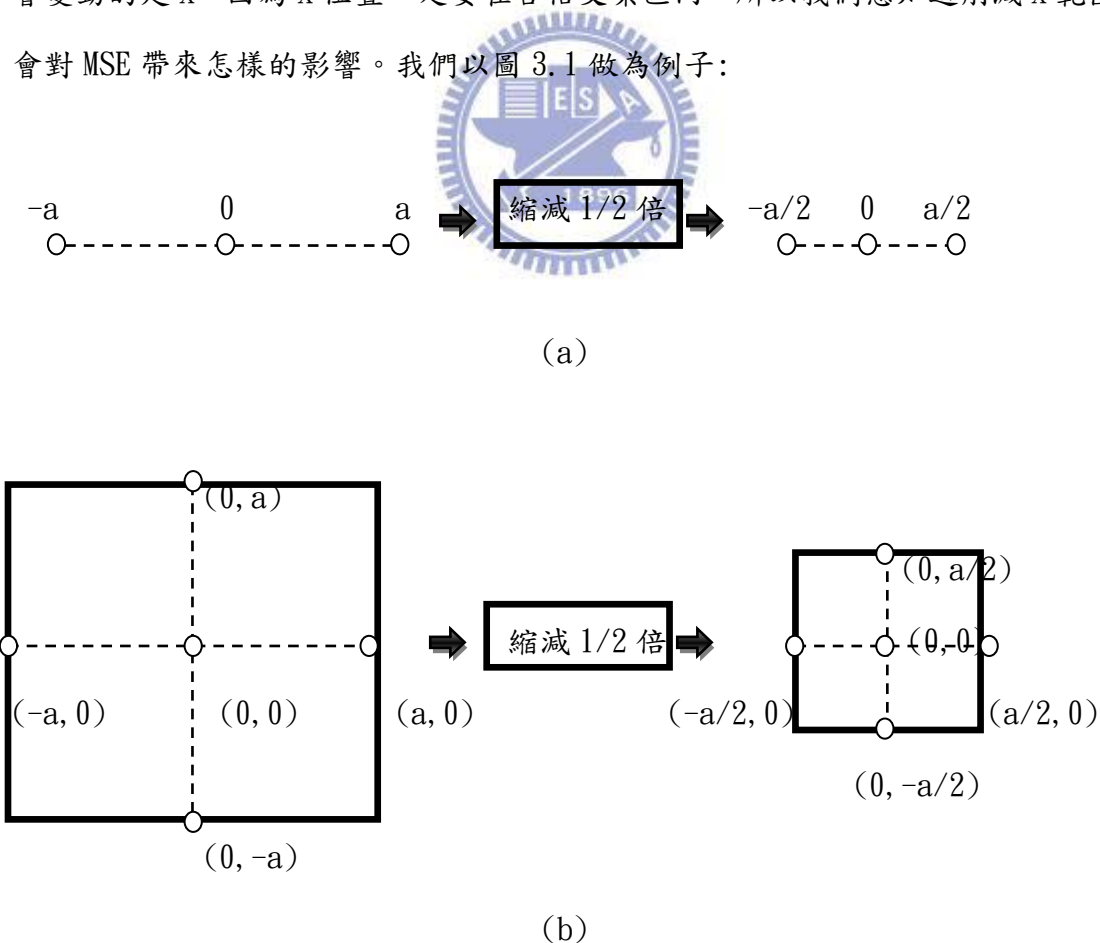 會對 MSE 帶來怎樣的影響。我們以圖 3.1 做為例子:
E S A
1896
-a 0 a 縮減 1/2 倍 -a/2 0 a/2
(a)
(0,a)
(0,a/2)
縮減 1/2 倍 (0,0)
(-a,0) (0,0) (a,0) (-a/2,0) (a/2,0)
(0,-a/2)
(0,-a)
(b)